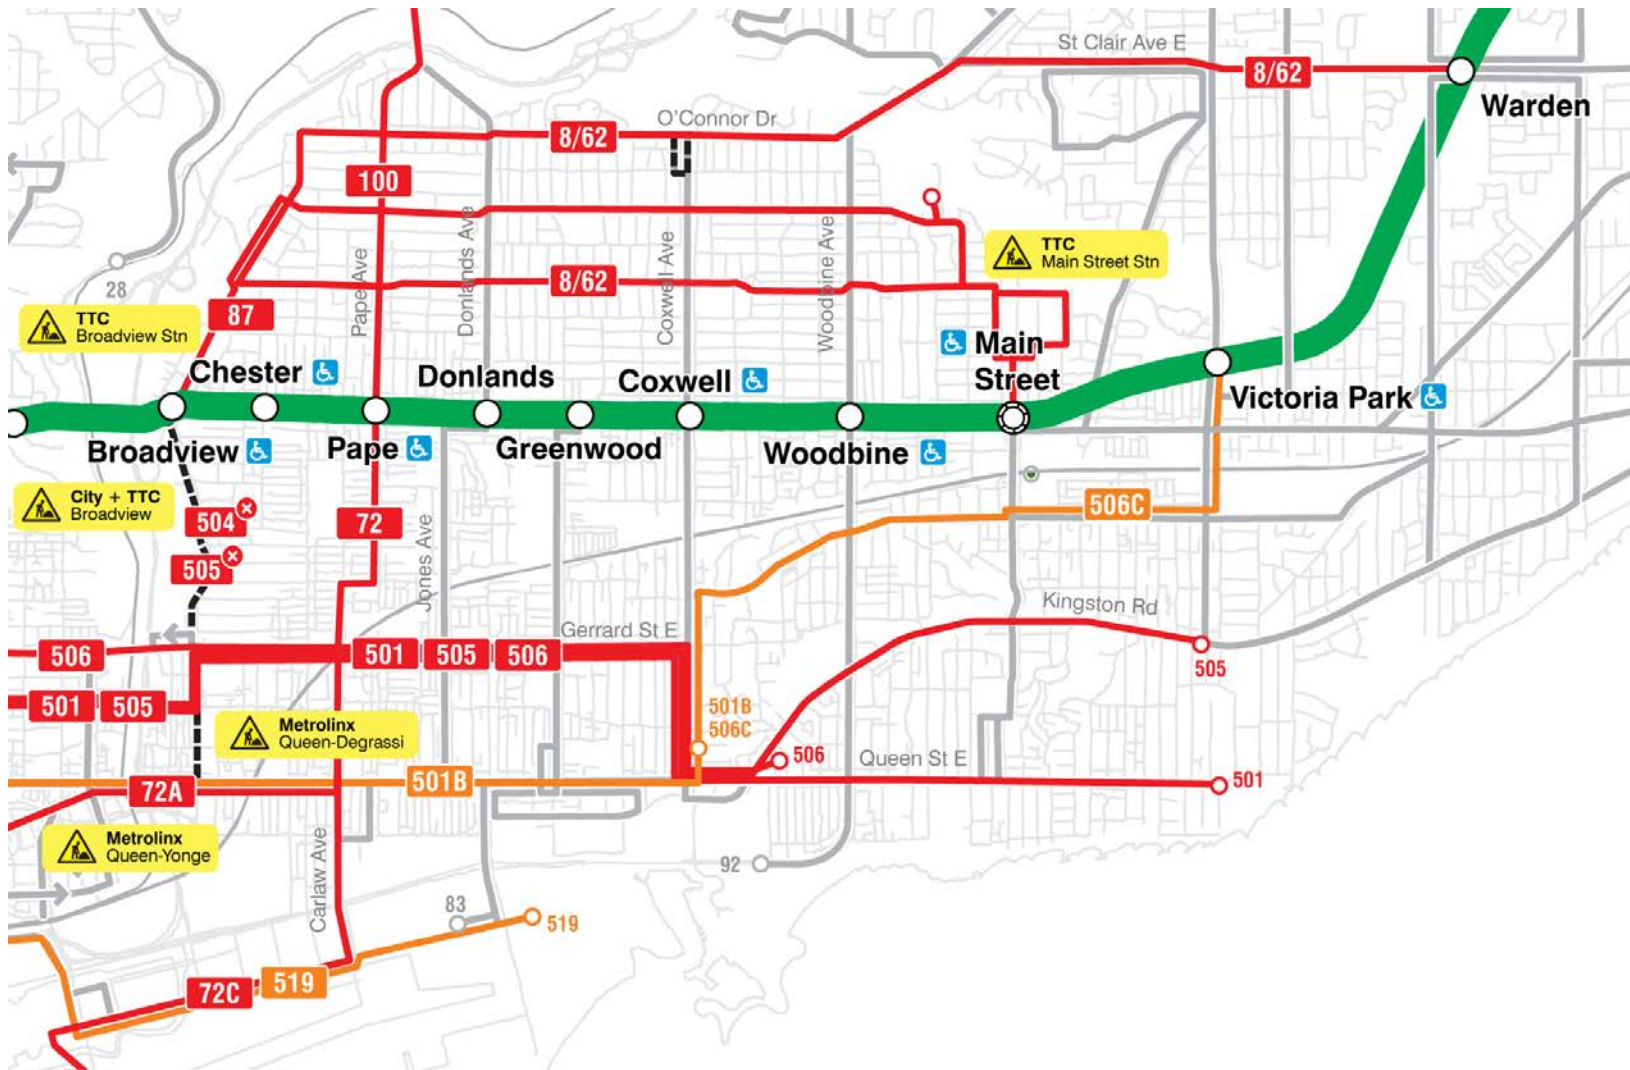 St Clair Ave E
8/62
Warden
O'Connor Dr
8/62
100
TTC
Main Street Stn
28
Pape Ave
Donlands Ave
8/62
Coxwell Ave
Woodbine Ave
87
TTC
Broadview Stn
Chester
Donlands
Coxwell
Main
Street
Victoria Park
Broadview
Pape
Greenwood
Woodbine
City + TTC
Broadview
504
72
506C
505
Jones Ave
Kingston Rd
Gerrard St E
506
501
505
506
505
501
505
501B
506C
Metrolinx
Queen-Degrassi
506
Queen St E
501
72A
501B
Metrolinx
Queen-Yonge
Carlaw Ave
92
83
519
72C
519